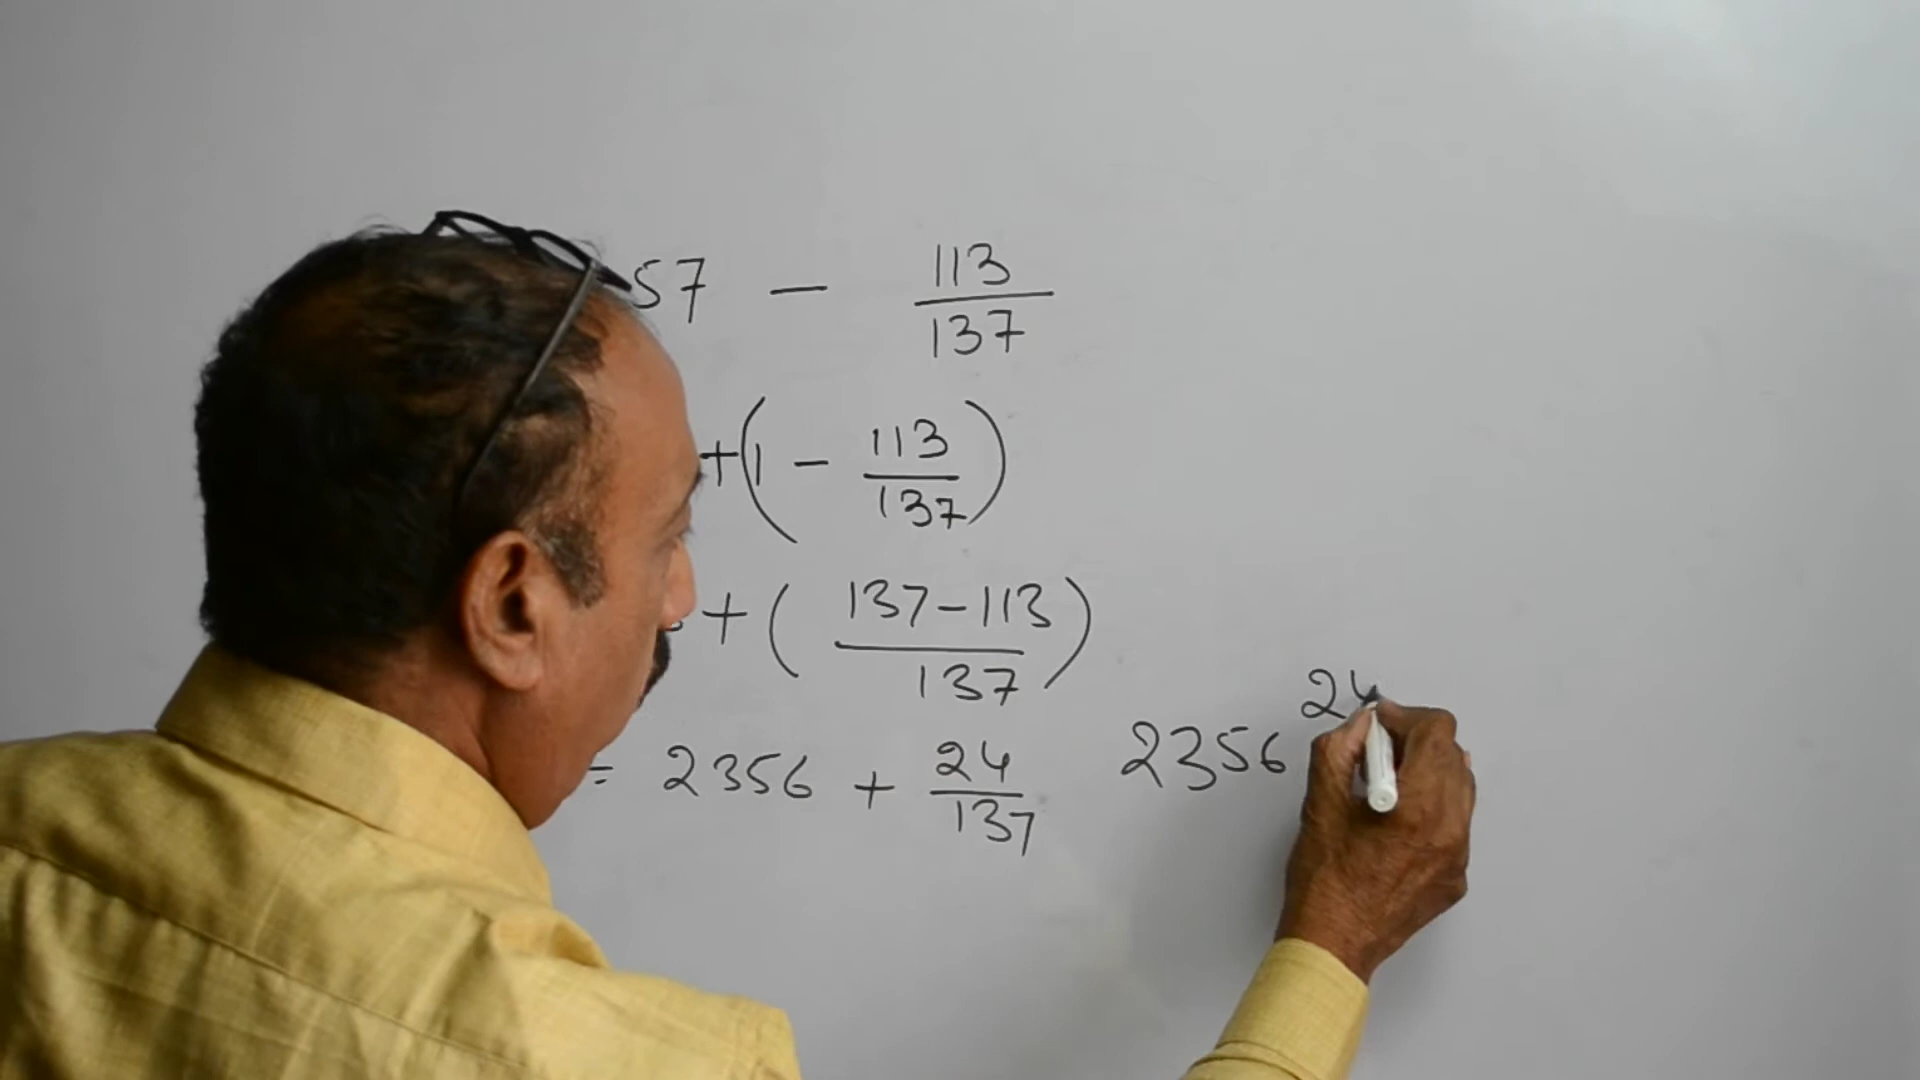 57 - 113/137
+(1 - 113/137)
+ (137-113/137)
= 2356 + 24/137 2356 24